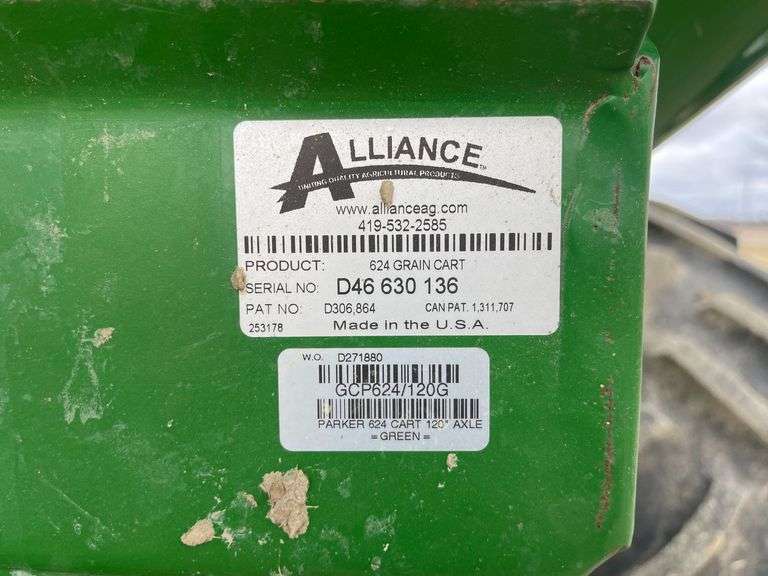 ALLIANCE™
UNITING QUALITY AGRICULTURAL PRODUCTS
www.allianceag.com
419-532-2585
PRODUCT: 624 GRAIN CART
SERIAL NO: D46 630 136
PAT NO: D306,864 CAN PAT. 1,311,707
253178 Made in the U.S.A.
W.O. D271880
GCP624/120G
PARKER 624 CART 120" AXLE
= GREEN =